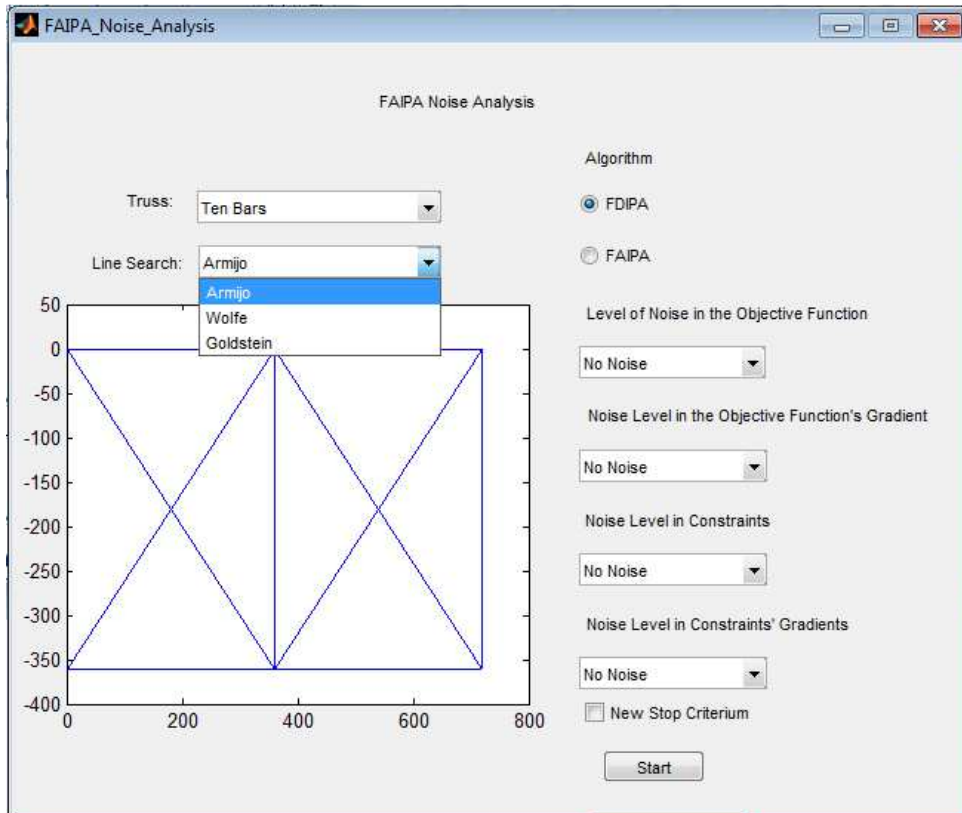 FAIPA_Noise_Analysis
FAIPA Noise Analysis
Algorithm
Truss:
Ten Bars
FDIPA
Line Search:
Armijo
FAIPA
Armijo
Wolfe
Goldstein
Level of Noise in the Objective Function
No Noise
Noise Level in the Objective Function's Gradient
No Noise
Noise Level in Constraints
No Noise
Noise Level in Constraints' Gradients
No Noise
New Stop Criterium
Start
50
0
-50
-100
-150
-200
-250
-300
-350
-400
0
200
400
600
800